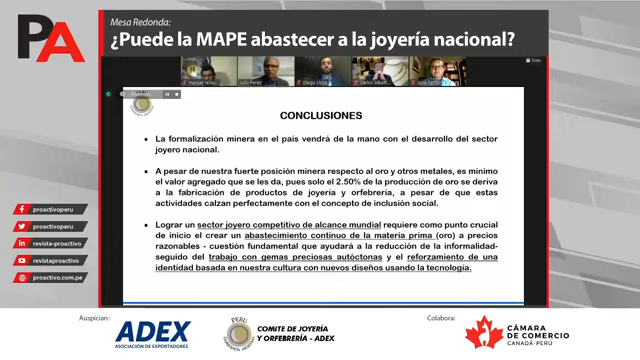 PA
Mesa Redonda:
¿Puede la MAPE abastecer a la joyería nacional?
CONCLUSIONES
• La formalización minera en el país vendrá de la mano con el desarrollo del sector
joyero nacional.
• A pesar de nuestra fuerte posición minera respecto al oro y otros metales, es mínimo
el valor agregado que se les da, pues solo el 2.50% de la producción de oro se deriva
a la fabricación de productos de joyería y orfebrería, a pesar de que estas
actividades calzan perfectamente con el concepto de inclusión social.
• Lograr un sector joyero competitivo de alcance mundial requiere como punto crucial
de inicio el crear un abastecimiento continuo de la materia prima (oro) a precios
razonables - cuestión fundamental que ayudará a la reducción de la informalidad-
seguido del trabajo con gemas preciosas autóctonas y el reforzamiento de una
identidad basada en nuestra cultura con nuevos diseños usando la tecnología.
proactivoperu
proactivoperu
revista-proactivo
revistaproactivo
proactivo.com.pe
Auspician:
ADEX
ASOCIACIÓN DE EXPORTADORES
PERU
COMITE DE JOYERÍA
Y ORFEBRERÍA - ADEX
Colabora:
CÁMARA
DE COMERCIO
CANADÁ-PERÚ